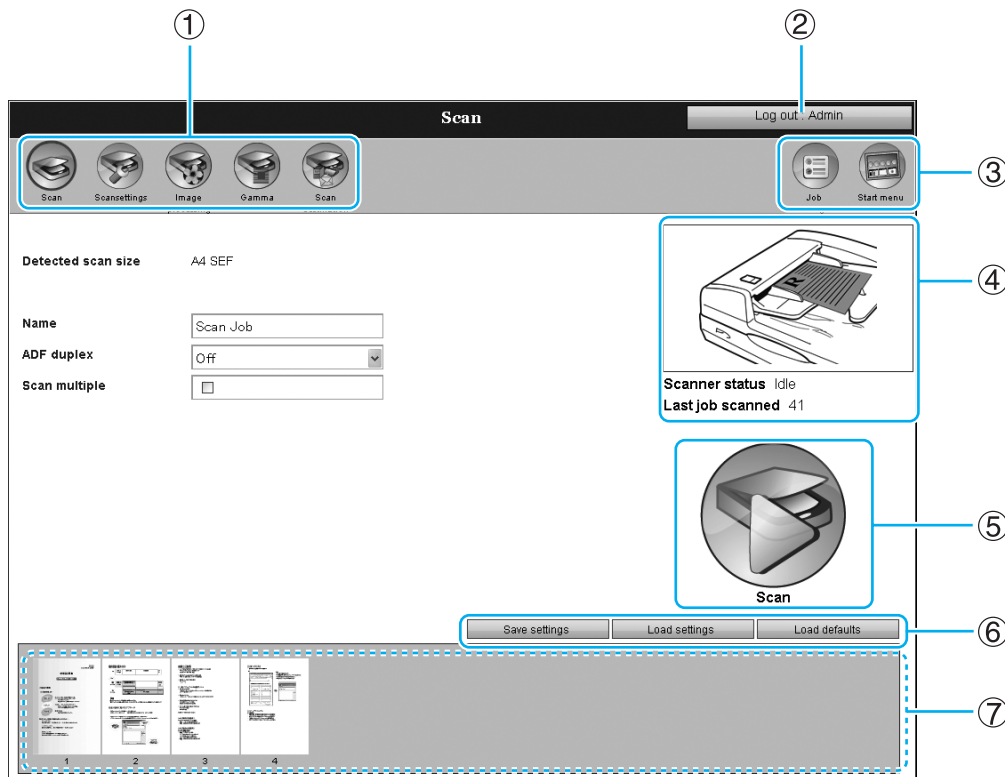 ① ②
Scan
Log out : Admin
Scan Scansettings Image Gamma Scan
Job Start menu
③
④
Detected scan size A4 SEF
Name Scan Job
ADF duplex Off
Scan multiple
R
Scanner status Idle
Last job scanned 41
⑤
Scan
Save settings Load settings Load defaults
⑥
⑦
1 2 3 4